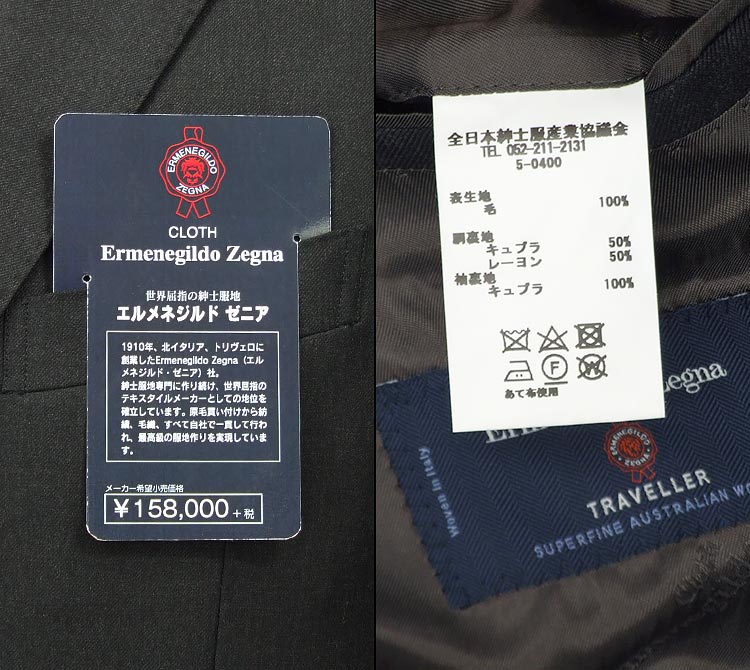 ERMENEGILDO
ZEGNA
CLOTH
Ermenegildo Zegna
世界屈指の紳士服地
エルメネジルド ゼニア
1910年、北イタリア、トリヴェロに
創業したErmenegildo Zegna（エル
メネジルド・ゼニア）社。
紳士服地専門に作り続け、世界屈指の
テキスタイルメーカーとしての地位を
確立しています。原毛買い付けから紡
績、毛織、すべて自社で一貫して行わ
れ、最高級の服地作りを実現していま
す。
メーカー希望小売価格
¥158,000+税
全日本紳士服産業協議会
TEL 052-211-2131
5-0400
表生地
毛 100%
胴裏地
キュプラ 50%
レーヨン 50%
袖裏地
キュプラ 100%
F
W
あて布使用
Zegna
ERMENEGILDO
ZEGNA
Woven in Italy
TRAVELLER
SUPERFINE AUSTRALIAN WO